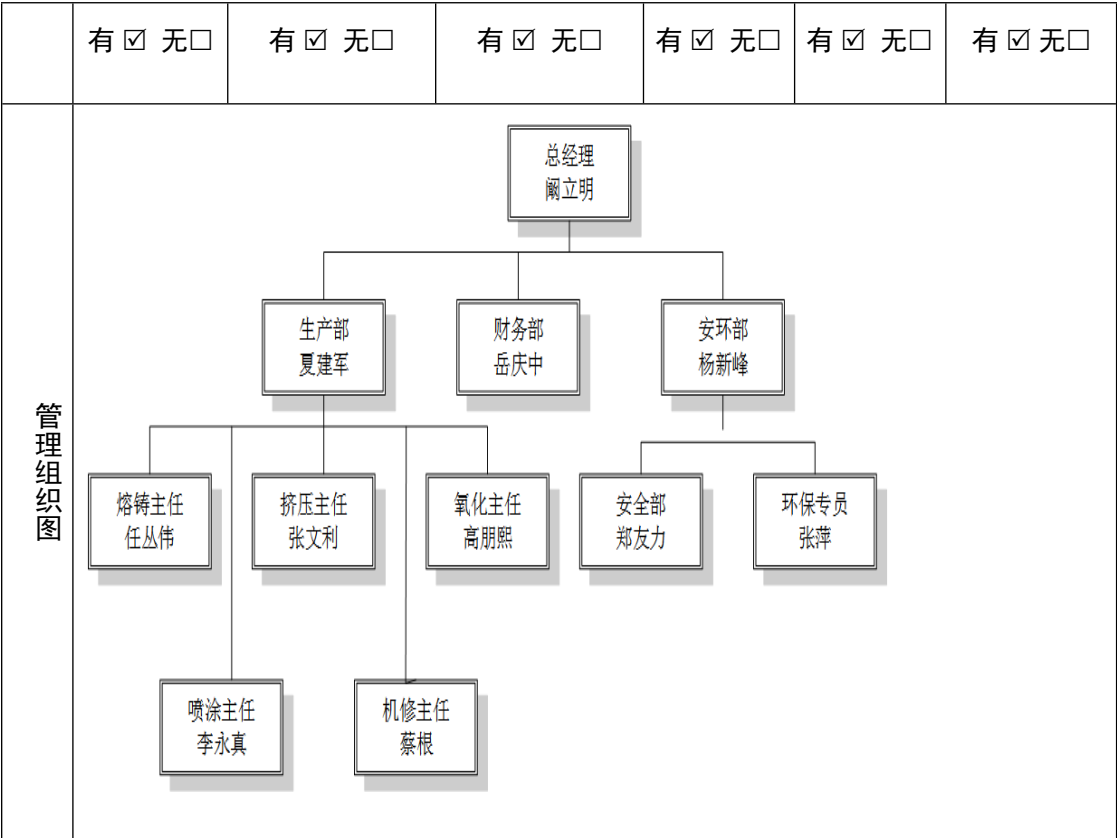 有 ☑ 无□
有 ☑ 无□
有 ☑ 无□
有 ☑ 无□
有 ☑ 无□
有 ☑无□
管理组织图
总经理
阚立明
生产部
夏建军
财务部
岳庆中
安环部
杨新峰
熔铸主任
任丛伟
挤压主任
张文利
氧化主任
高朋熙
安全部
郑友力
环保专员
张萍
喷涂主任
李永真
机修主任
蔡根